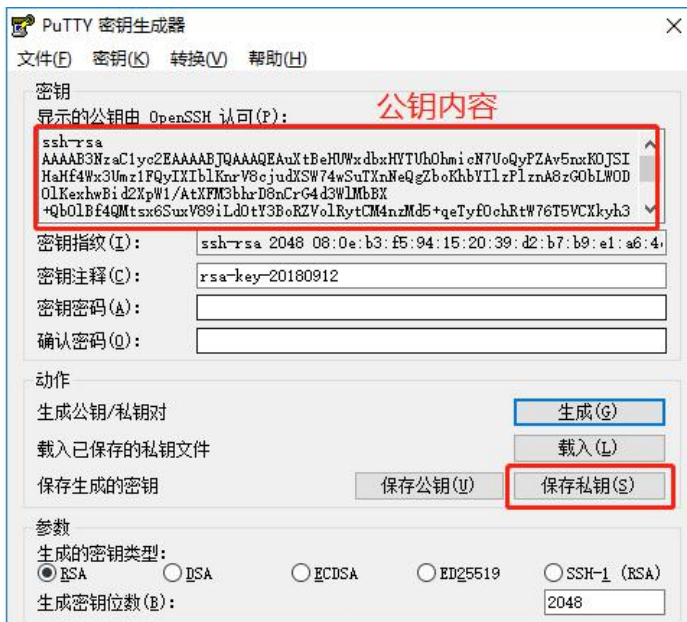 PuTTY 密钥生成器
文件(F) 密钥(K) 转换(V) 帮助(H)
密钥
公钥内容
显示的公钥由 OpenSSH 认可(P):
ssh-rsa
AAAAB3NzaC1yc2EAAAABJQAAAQEAuXtBeHUWxdbxHYTUhOhmicN7UoQyPZAv5nxKOJSI
HaHf4Wx3Umz1FQyIXIblKnrV8cjudXSW74wSuTXnNeQgZboKhbYIlzPlznA8zGObLWOD
OlKexhwBid2XpW1/AtXFM3bhrD8nCrG4d3WlMbBX
+QbOlBf4QMtsx6SuxV89iLdOtY3BoRZVolRytCM4nzMd5+qeTyfOchRtW76T5VCXkyh3
密钥指纹(I): ssh-rsa 2048 08:0e:b3:f5:94:15:20:39:d2:b7:b9:e1:a6:4
密钥注释(C): rsa-key-20180912
密钥密码(A):
确认密码(O):
动作
生成公钥/私钥对 生成(G)
载入已保存的私钥文件 载入(L)
保存生成的密钥 保存公钥(U) 保存私钥(S)
参数
生成的密钥类型:
RSA DSA ECDSA ED25519 SSH-1 (RSA)
生成密钥位数(B): 2048